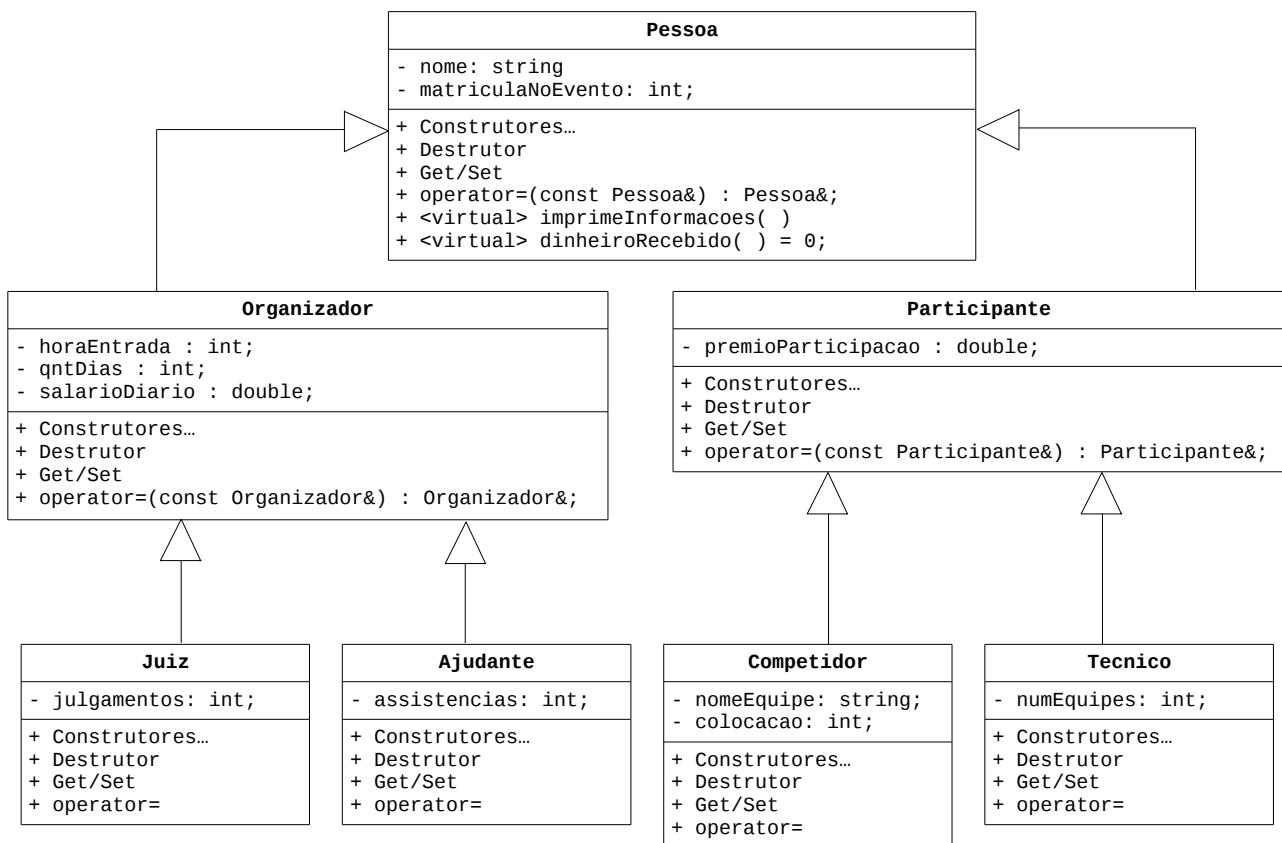 Pessoa
- nome: string
- matriculaNoEvento: int;
+ Construtores…
+ Destrutor
+ Get/Set
+ operator=(const Pessoa&) : Pessoa&;
+ <virtual> imprimeInformacoes( )
+ <virtual> dinheiroRecebido( ) = 0;
Organizador
- horaEntrada : int;
- qntDias : int;
- salarioDiario : double;
+ Construtores…
+ Destrutor
+ Get/Set
+ operator=(const Organizador&) : Organizador&;
Participante
- premioParticipacao : double;
+ Construtores…
+ Destrutor
+ Get/Set
+ operator=(const Participante&) : Participante&;
Juiz
- julgamentos: int;
+ Construtores…
+ Destrutor
+ Get/Set
+ operator=
Ajudante
- assistencias: int;
+ Construtores…
+ Destrutor
+ Get/Set
+ operator=
Competidor
- nomeEquipe: string;
- colocacao: int;
+ Construtores…
+ Destrutor
+ Get/Set
+ operator=
Tecnico
- numEquipes: int;
+ Construtores…
+ Destrutor
+ Get/Set
+ operator=